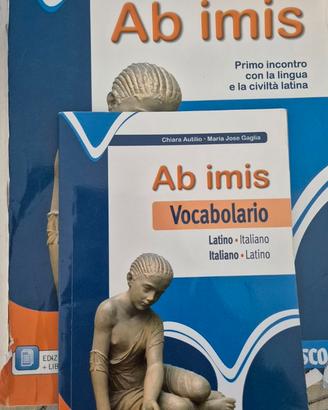 Ab imis
Primo incontro
con la lingua
e la civiltà latina
Chiara Autilio • Maria Jose Gaglia
Ab imis
Vocabolario
Latino • Italiano
Italiano • Latino